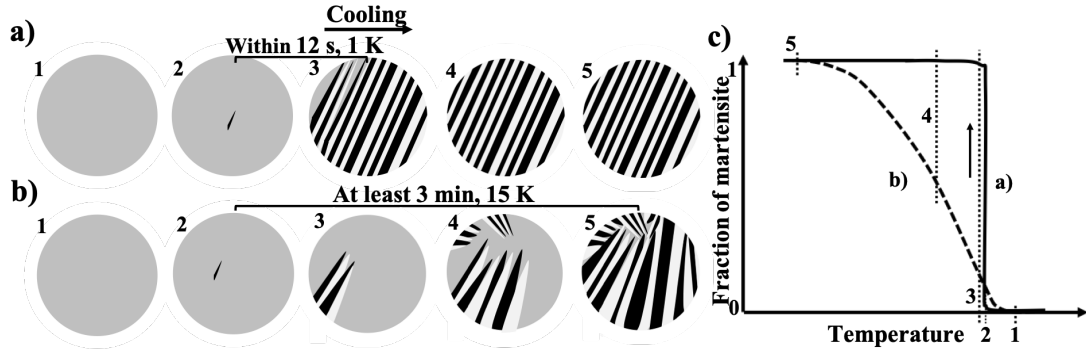 Cooling
a)
Within 12 s, 1 K
1
2
3
4
5
b)
At least 3 min, 15 K
1
2
3
4
5
c)
Fraction of martensite
1
0
5
4
b)
a)
3
2
1
Temperature